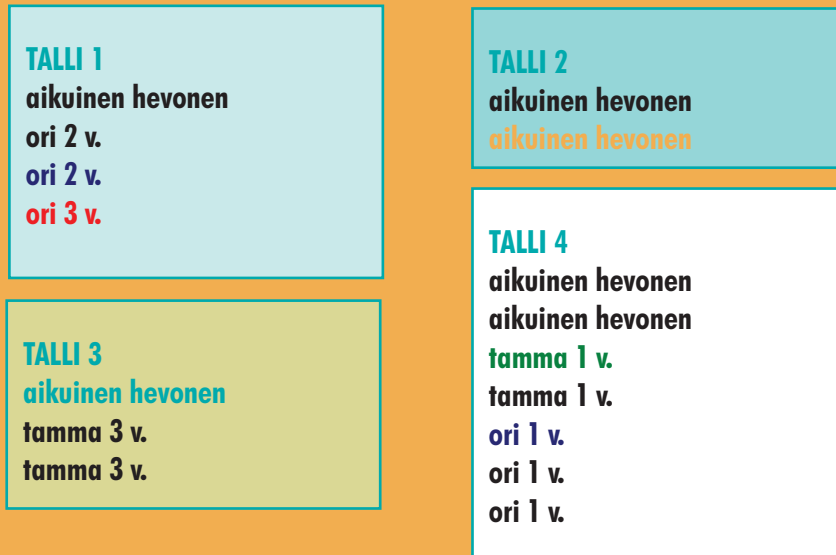 TALLI 1
aikuinen hevonen
ori 2 v.
ori 2 v.
ori 3 v.
TALLI 2
aikuinen hevonen
aikuinen hevonen
TALLI 3
aikuinen hevonen
tamma 3 v.
tamma 3 v.
TALLI 4
aikuinen hevonen
aikuinen hevonen
tamma 1 v.
tamma 1 v.
ori 1 v.
ori 1 v.
ori 1 v.